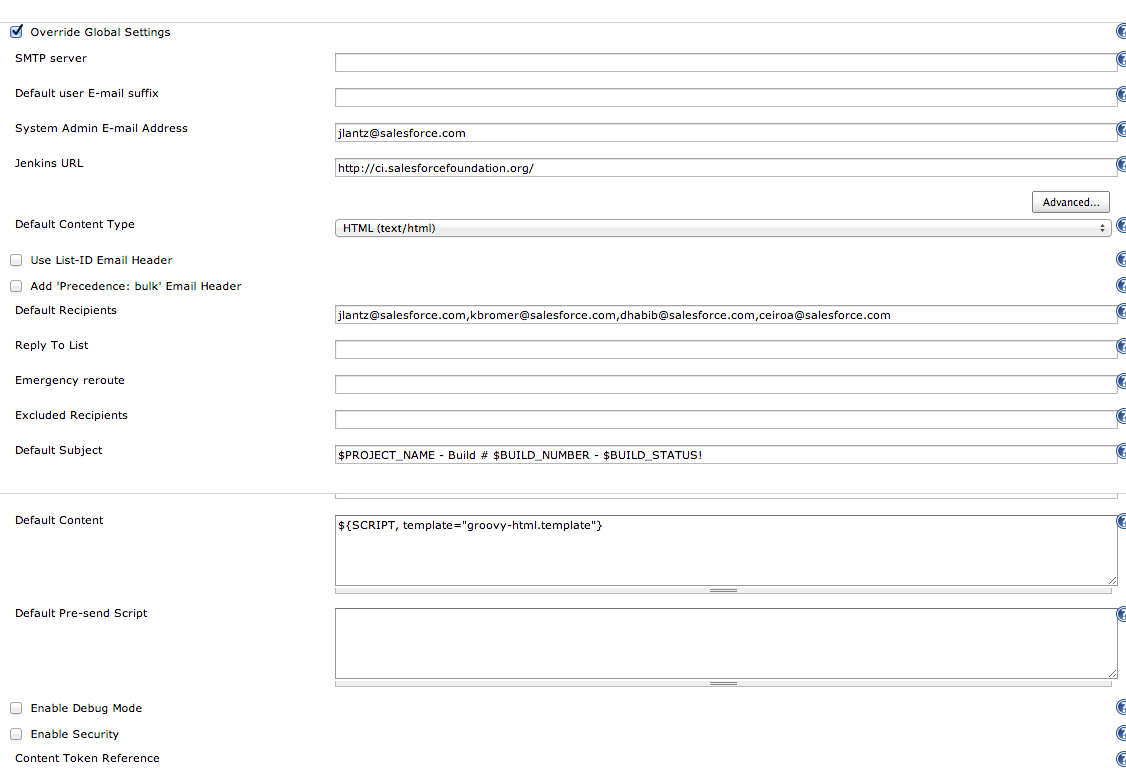 Override Global Settings
SMTP server
Default user E-mail suffix
System Admin E-mail Address
jlantz@salesforce.com
Jenkins URL
http://ci.salesforcefoundation.org/
Advanced...
Default Content Type
HTML (text/html)
Use List-ID Email Header
Add 'Precedence: bulk' Email Header
Default Recipients
jlantz@salesforce.com,kbromer@salesforce.com,dhabib@salesforce.com,ceiroa@salesforce.com
Reply To List
Emergency reroute
Excluded Recipients
Default Subject
$PROJECT_NAME - Build # $BUILD_NUMBER - $BUILD_STATUS!
Default Content
${SCRIPT, template="groovy-html.template"}
Default Pre-send Script
Enable Debug Mode
Enable Security
Content Token Reference